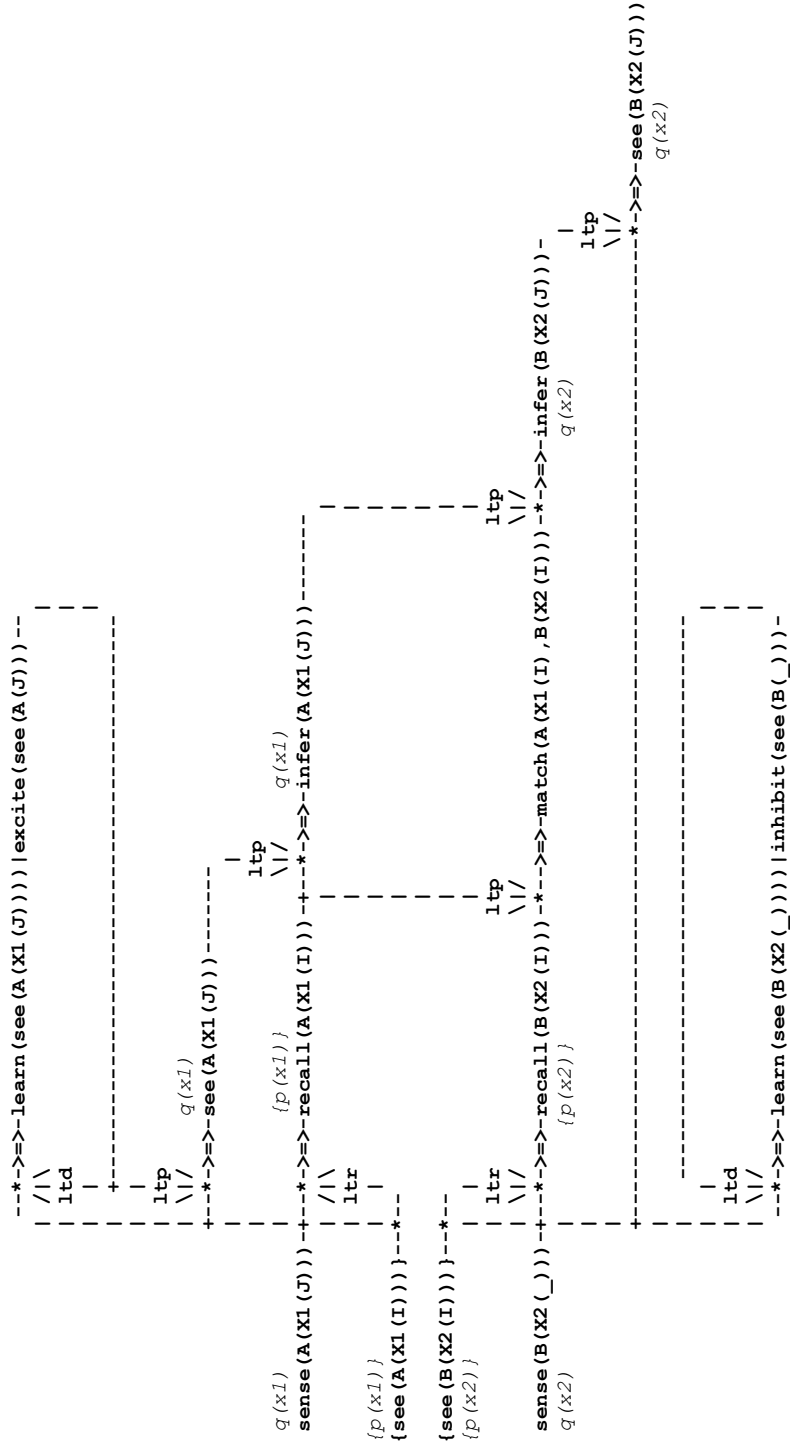 ---*->=>-learn(see(A(X1(J))))|excite(see(A(J)))--
| /|\ |
| ltd |
| | |
| +--------------------------------------------+
| |
| ltp
| \|/ q(x1)
+--*->=>-see(A(X1(J)))------
| |
| ltp
q(x1) | {p(x1)} \|/ q(x1)
sense(A(X1(J)))--+--*->=>-recall(A(X1(I)))--+--*->=>-infer(A(X1(J)))-------
| /|\ | |
| ltr | |
{p(x1)} | | | |
{see(A(X1(I)))}--*--- | |
{see(B(X2(I)))}--*--- | |
{p(x2)} | | | |
| ltr ltp ltp
| \|/ \|/ \|/
sense(B(X2(_)))--+--*->=>-recall(B(X2(I)))-*--->=>-match(A(X1(I),B(X2(I)))-*->=>-infer(B(X2(J)))-
q(x2) | {p(x2)} q(x2) |
| ltp
| \|/
+-----------------------------------------------*->=>-see(B(X2(J)))
| q(x2)
| ---------------------------------------------
| | |
| ltd |
| \|/ |
---*->=>-learn(see(B(X2(_))))|inhibit(see(B(_)))-